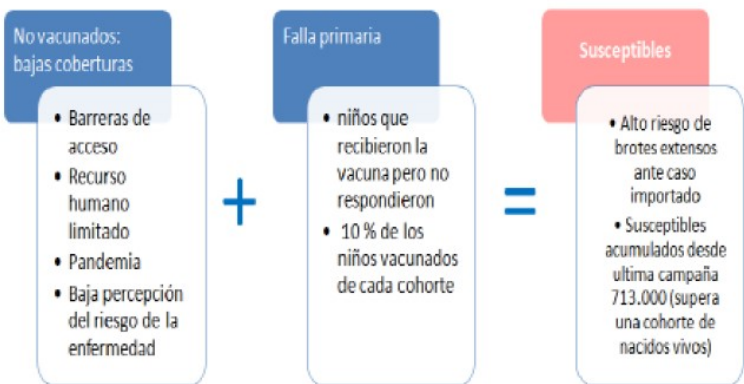 No vacunados:
bajas coberturas
• Barreras de
acceso
• Recurso
humano
limitado
• Pandemia
• Baja percepción
del riesgo de la
enfermedad
+
Falla primaria
• niños que
recibieron la
vacuna pero no
respondieron
• 10 % de los
niños vacunados
de cada cohorte
=
Susceptibles
• Alto riesgo de
brotes extensos
ante caso
importado
• Susceptibles
acumulados desde
ultima campaña
713.000 (supera
una cohorte de
nacidos vivos)